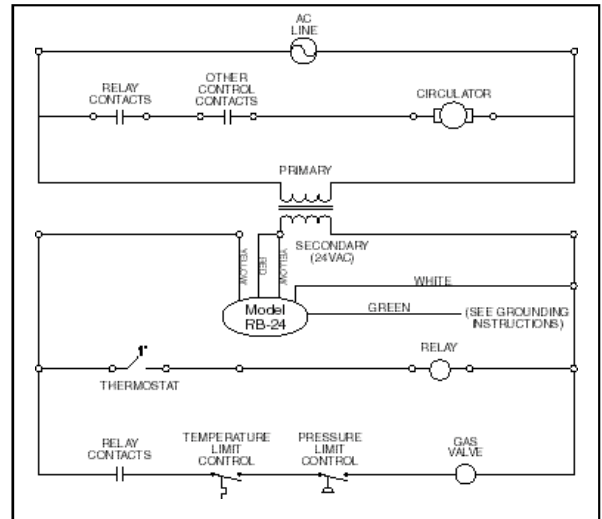 AC
LINE
RELAY
CONTACTS
OTHER
CONTROL
CONTACTS
CIRCULATOR
PRIMARY
SECONDARY
(24VAC)
YELLOW
RED
YELLOW
WHITE
Model
RB-24
GREEN
(SEE GROUNDING
INSTRUCTIONS)
1°
THERMOSTAT
RELAY
RELAY
CONTACTS
TEMPERATURE
LIMIT
CONTROL
PRESSURE
LIMIT
CONTROL
GAS
VALVE